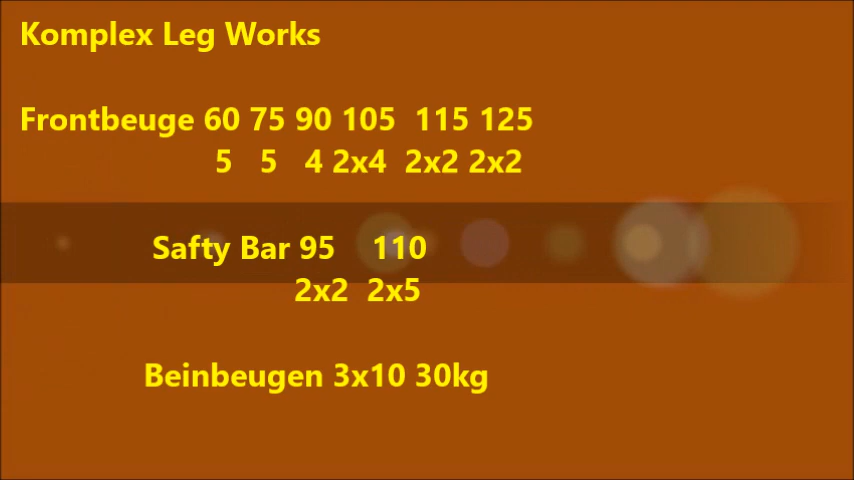 Komplex Leg Works
Frontbeuge 60 75 90 105 115 125
5 5 4 2x4 2x2 2x2
Safty Bar 95 110
2x2 2x5
Beinbeugen 3x10 30kg